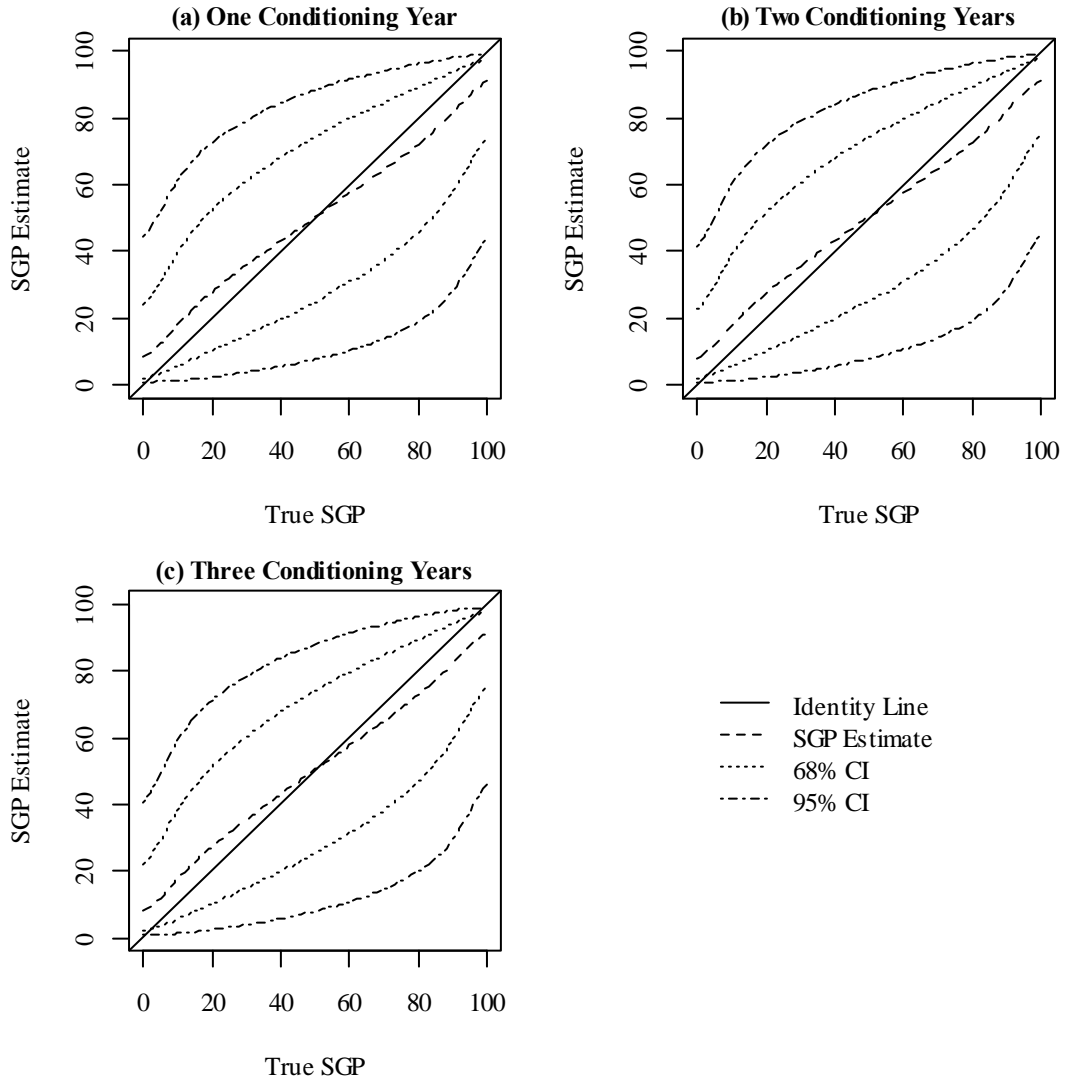 (a) One Conditioning Year
SGP Estimate
100
80
60
40
20
0
0 20 40 60 80 100
True SGP
(b) Two Conditioning Years
SGP Estimate
100
80
60
40
20
0
0 20 40 60 80 100
True SGP
(c) Three Conditioning Years
SGP Estimate
100
80
60
40
20
0
0 20 40 60 80 100
True SGP
Identity Line
SGP Estimate
68% CI
95% CI